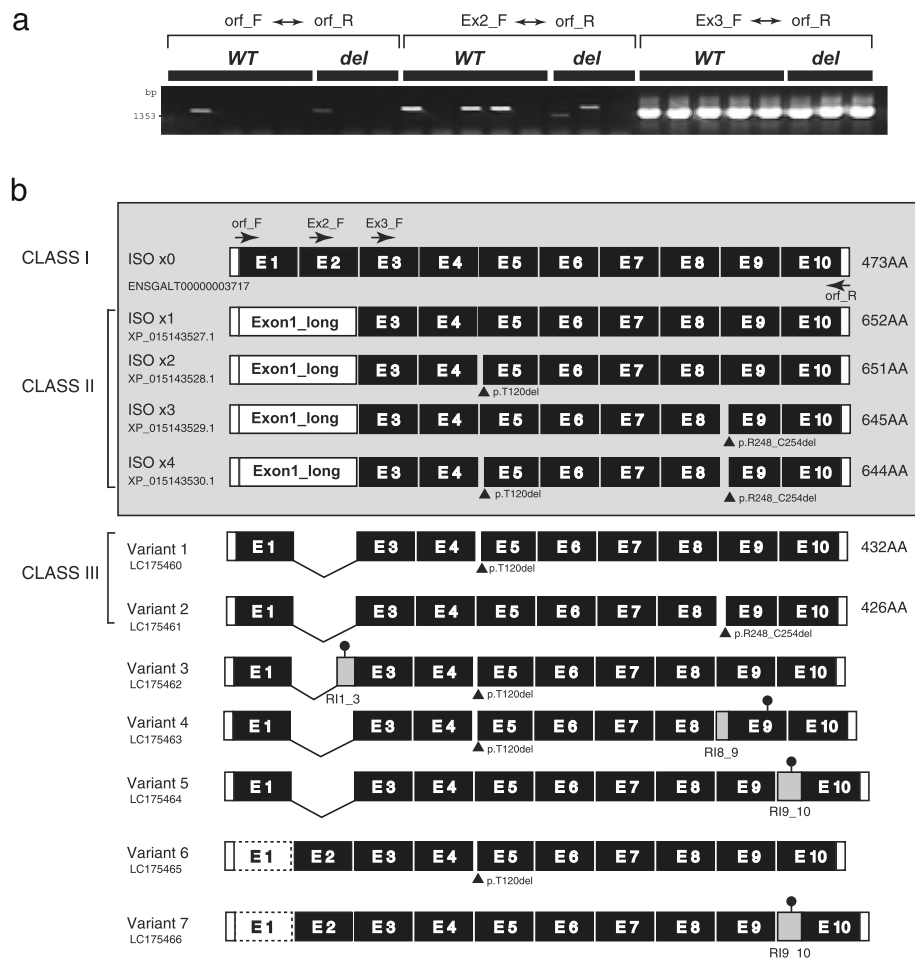 a
orf_F ↔ orf_R Ex2_F ↔ orf_R Ex3_F ↔ orf_R
WT del WT del WT del
bp
1353
b
orf_F Ex2_F Ex3_F
CLASS I
ISO x0 E1 E2 E3 E4 E5 E6 E7 E8 E9 E10 473AA
ENSGALT00000003717
orf_R
CLASS II
ISO x1 Exon1_long E3 E4 E5 E6 E7 E8 E9 E10 652AA
XP_015143527.1
ISO x2 Exon1_long E3 E4 E5 E6 E7 E8 E9 E10 651AA
XP_015143528.1
p.T120del
ISO x3 Exon1_long E3 E4 E5 E6 E7 E8 E9 E10 645AA
XP_015143529.1
p.R248_C254del
ISO x4 Exon1_long E3 E4 E5 E6 E7 E8 E9 E10 644AA
XP_015143530.1
p.T120del p.R248_C254del
CLASS III
Variant 1 E1 E3 E4 E5 E6 E7 E8 E9 E10 432AA
LC175460
p.T120del
Variant 2 E1 E3 E4 E5 E6 E7 E8 E9 E10 426AA
LC175461
p.R248_C254del
Variant 3 E1 E3 E4 E5 E6 E7 E8 E9 E10
LC175462
RI1_3 p.T120del
Variant 4 E1 E3 E4 E5 E6 E7 E8 E9 E10
LC175463
p.T120del RI8_9
Variant 5 E1 E3 E4 E5 E6 E7 E8 E9 E10
LC175464
RI9_10
Variant 6 E1 E2 E3 E4 E5 E6 E7 E8 E9 E10
LC175465
p.T120del
Variant 7 E1 E2 E3 E4 E5 E6 E7 E8 E9 E10
LC175466
RI9_10